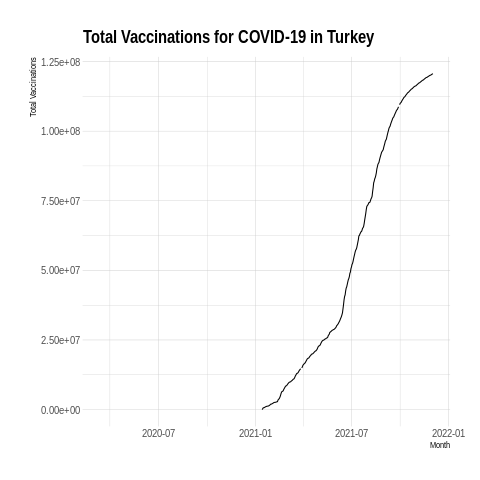 Total Vaccinations for COVID-19 in Turkey
Total Vaccinations
1.25e+08
1.00e+08
7.50e+07
5.00e+07
2.50e+07
0.00e+00
2020-07 2021-01 2021-07 2022-01
Month